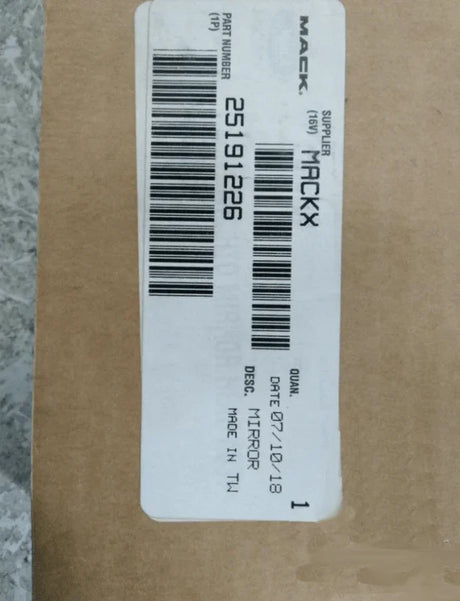 MACK.
SUPPLIER
(16V) MACKX
QUAN. 1
DATE 07/10/18
PART NUMBER
(1P) 25191226
DESC. MIRROR
MADE IN TW